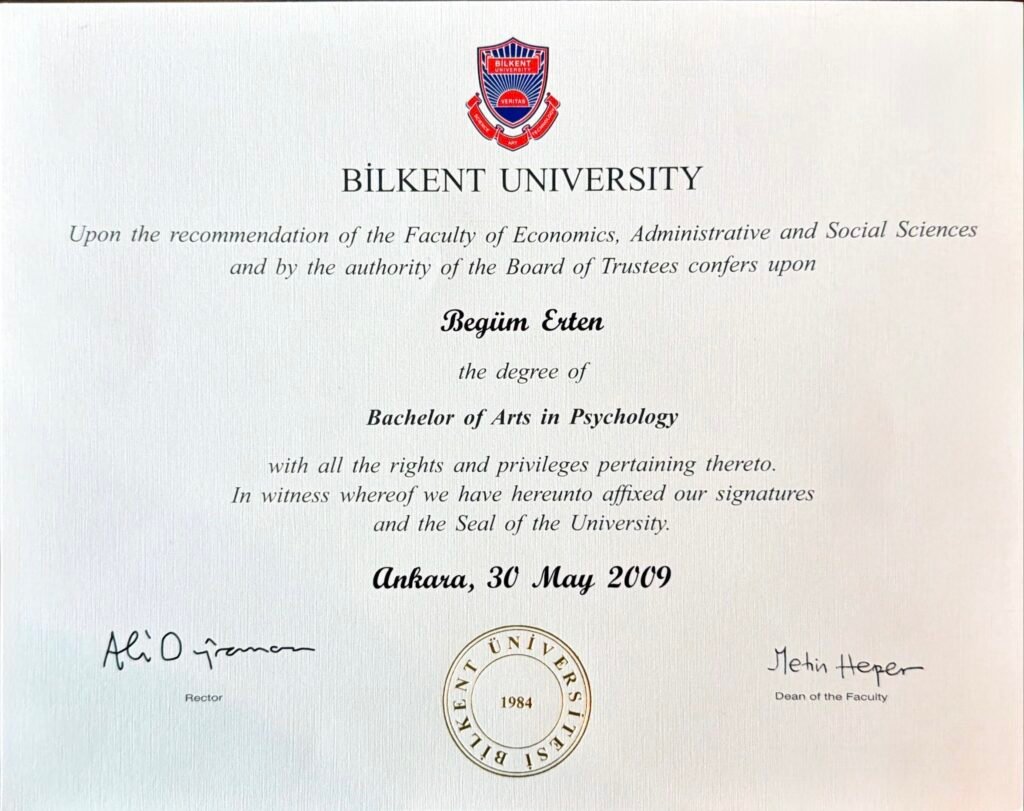 BİLKENT
UNIVERSITY
VERITAS
SCIENCE
ART
TECHNOLOGY
BİLKENT UNIVERSITY
Upon the recommendation of the Faculty of Economics, Administrative and Social Sciences
and by the authority of the Board of Trustees confers upon
Begüm Erten
the degree of
Bachelor of Arts in Psychology
with all the rights and privileges pertaining thereto.
In witness whereof we have hereunto affixed our signatures
and the Seal of the University.
Ankara, 30 May 2009
Ali
Rector
BİLKENT ÜNİVERSİTESİ
1984
Metin Heper
Dean of the Faculty